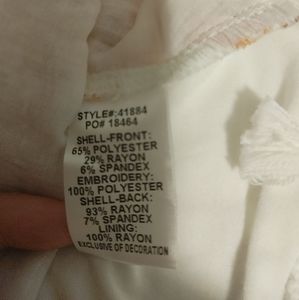 STYLE#:41884
PO# 18464
SHELL-FRONT:
65% POLYESTER
29% RAYON
6% SPANDEX
EMBROIDERY:
100% POLYESTER
SHELL-BACK:
93% RAYON
7% SPANDEX
LINING:
100% RAYON
EXCLUSIVE OF DECORATION